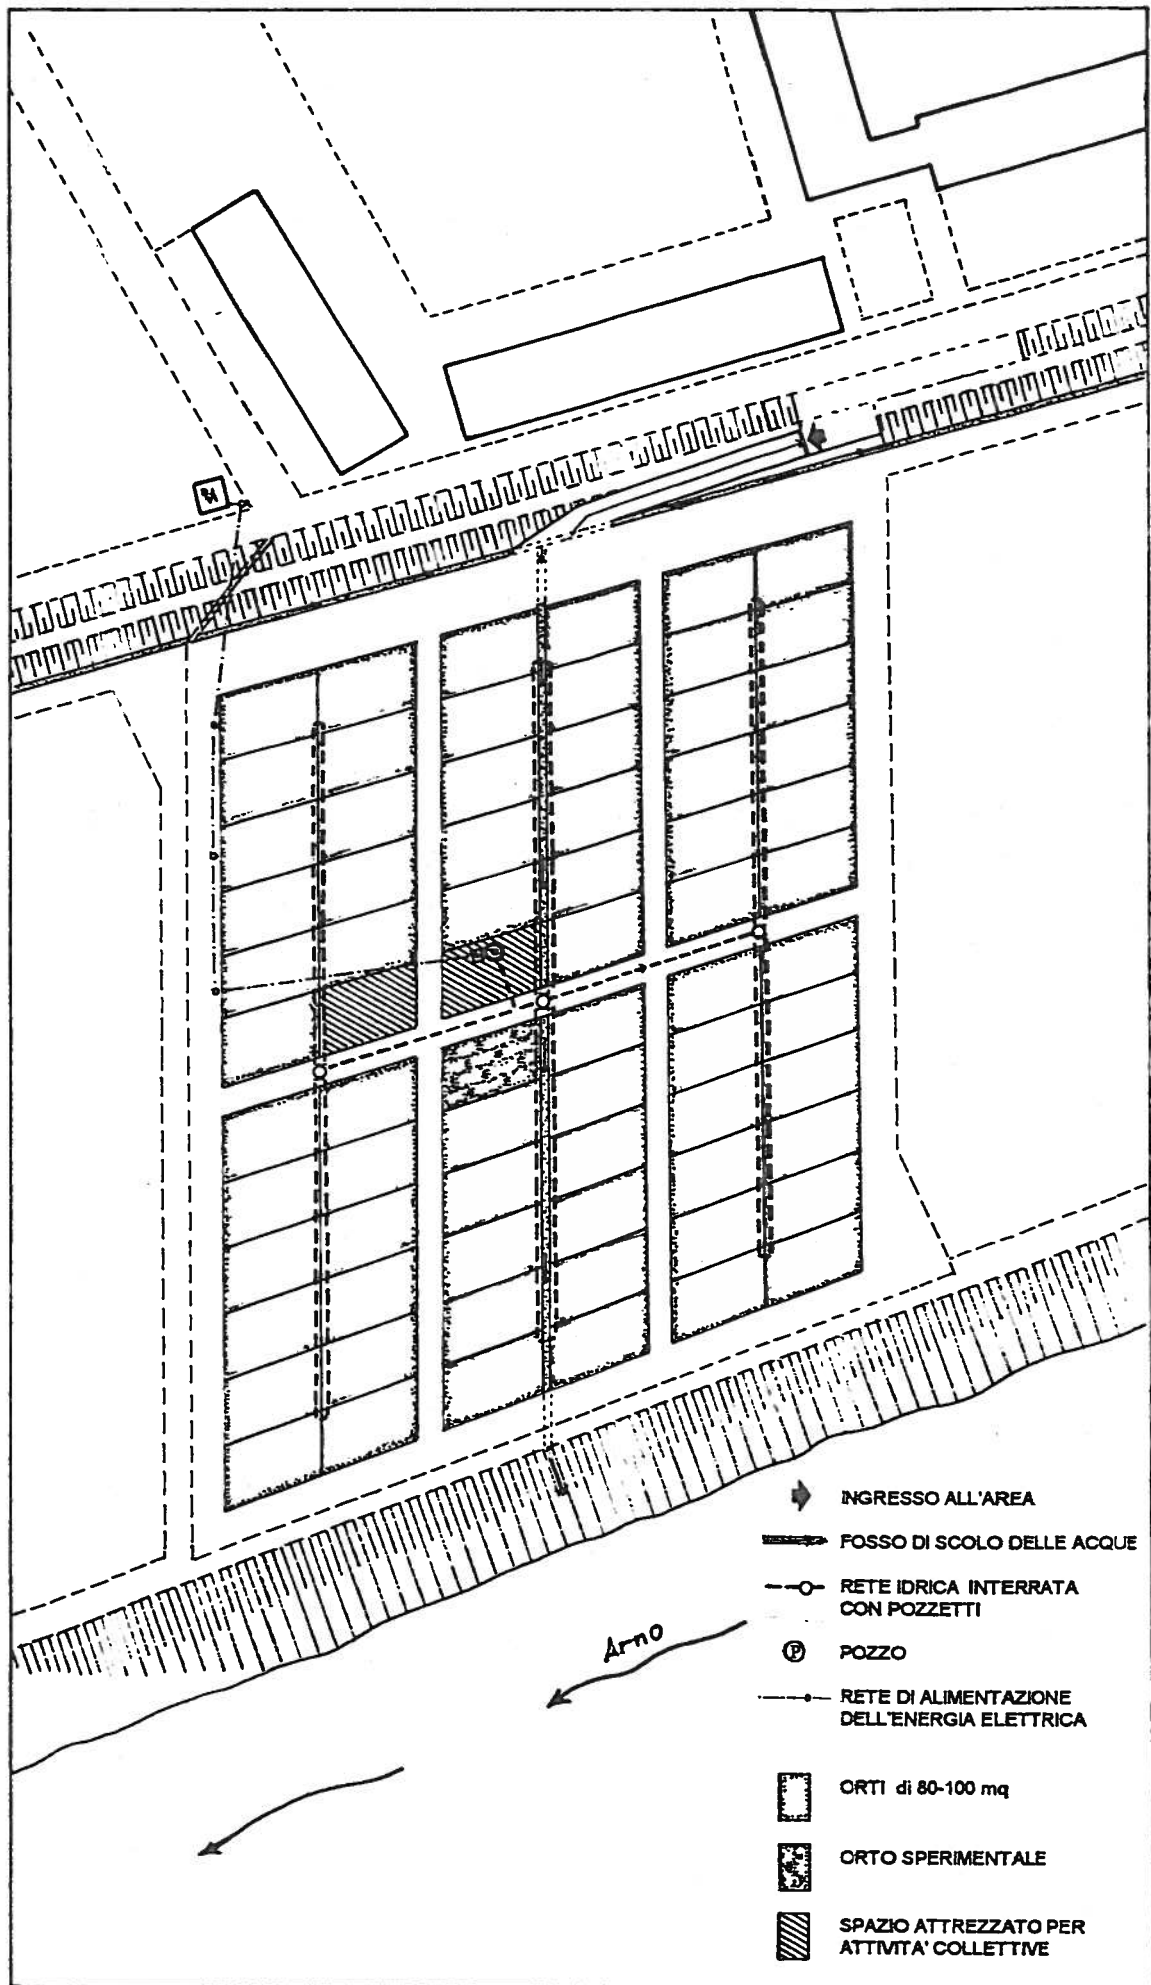 Arno
INGRESSO ALL'AREA
FOSSO DI SCOLO DELLE ACQUE
RETE IDRICA INTERRATA
CON POZZETTI
P
POZZO
RETE DI ALIMENTAZIONE
DELL'ENERGIA ELETTRICA
ORTI di 80-100 mq
ORTO SPERIMENTALE
SPAZIO ATTREZZATO PER
ATTIVITA' COLLETTIVE